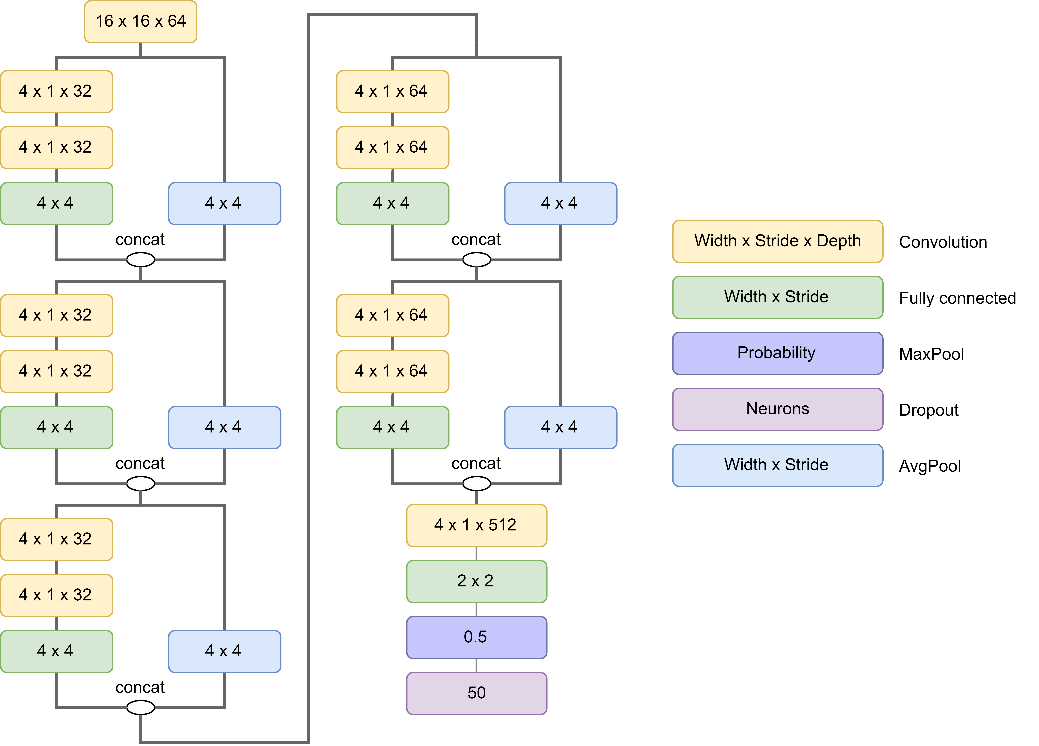 16 x 16 x 64
4 x 1 x 32
4 x 1 x 32
4 x 4
4 x 4
concat
4 x 1 x 32
4 x 1 x 32
4 x 4
4 x 4
concat
4 x 1 x 32
4 x 1 x 32
4 x 4
4 x 4
concat
4 x 1 x 64
4 x 1 x 64
4 x 4
4 x 4
concat
4 x 1 x 64
4 x 1 x 64
4 x 4
4 x 4
concat
4 x 1 x 512
2 x 2
0.5
50
Width x Stride x Depth Convolution
Width x Stride Fully connected
Probability MaxPool
Neurons Dropout
Width x Stride AvgPool